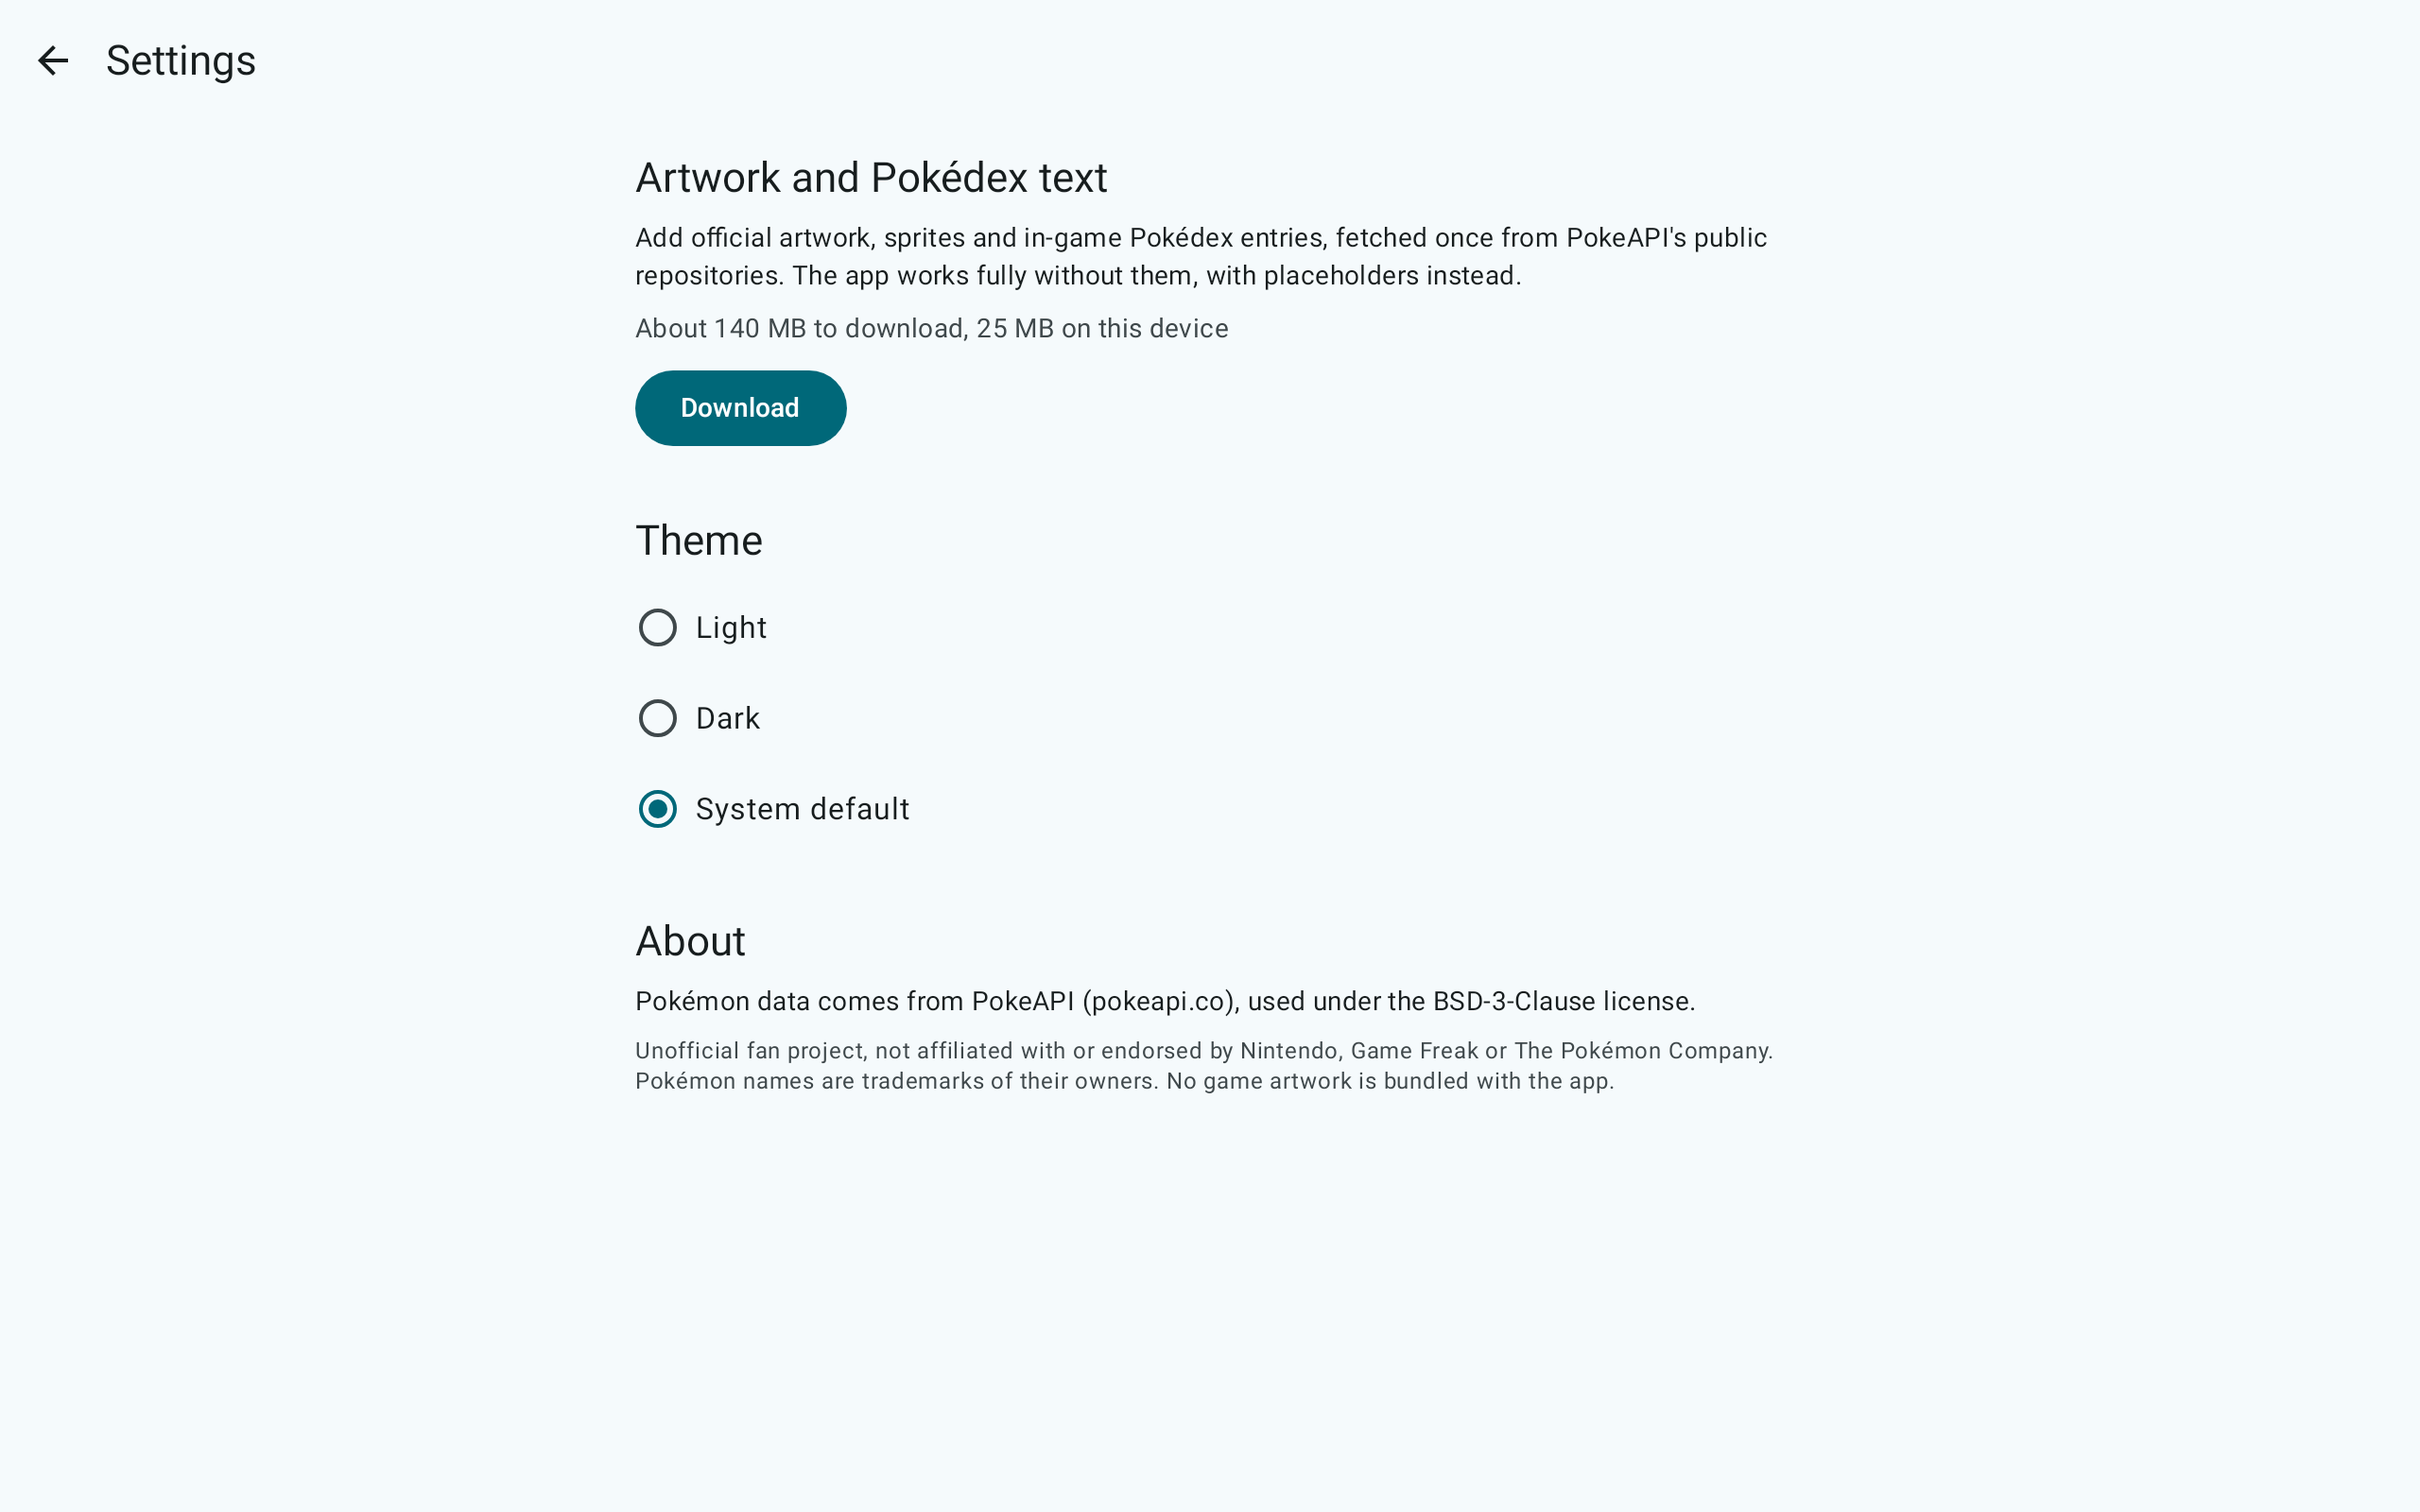 Settings
Artwork and Pokédex text
Add official artwork, sprites and in-game Pokédex entries, fetched once from PokeAPI's public
repositories. The app works fully without them, with placeholders instead.
About 140 MB to download, 25 MB on this device
Download
Theme
Light
Dark
System default
About
Pokémon data comes from PokeAPI (pokeapi.co), used under the BSD-3-Clause license.
Unofficial fan project, not affiliated with or endorsed by Nintendo, Game Freak or The Pokémon Company.
Pokémon names are trademarks of their owners. No game artwork is bundled with the app.